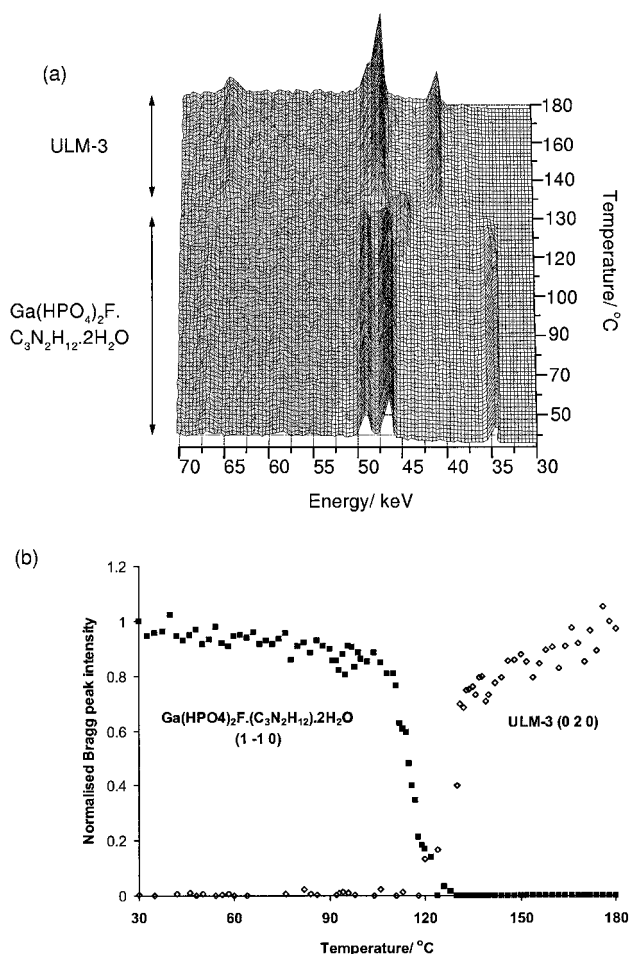 (a)
ULM-3
Ga(HPO₄)₂F.
C₃N₂H₁₂.2H₂O
180
160
140
130
120
100
90
70
50
Temperature/ °C
70 65 60 55 50 45 40 35 30
Energy/ keV
(b)
Normalised Bragg peak intensity
1.2
1
0.8
0.6
0.4
0.2
0
Ga(HPO4)₂F.(C₃N₂H₁₂).2H₂O
(1 -1 0)
ULM-3 (0 2 0)
30 60 90 120 150 180
Temperature/ °C